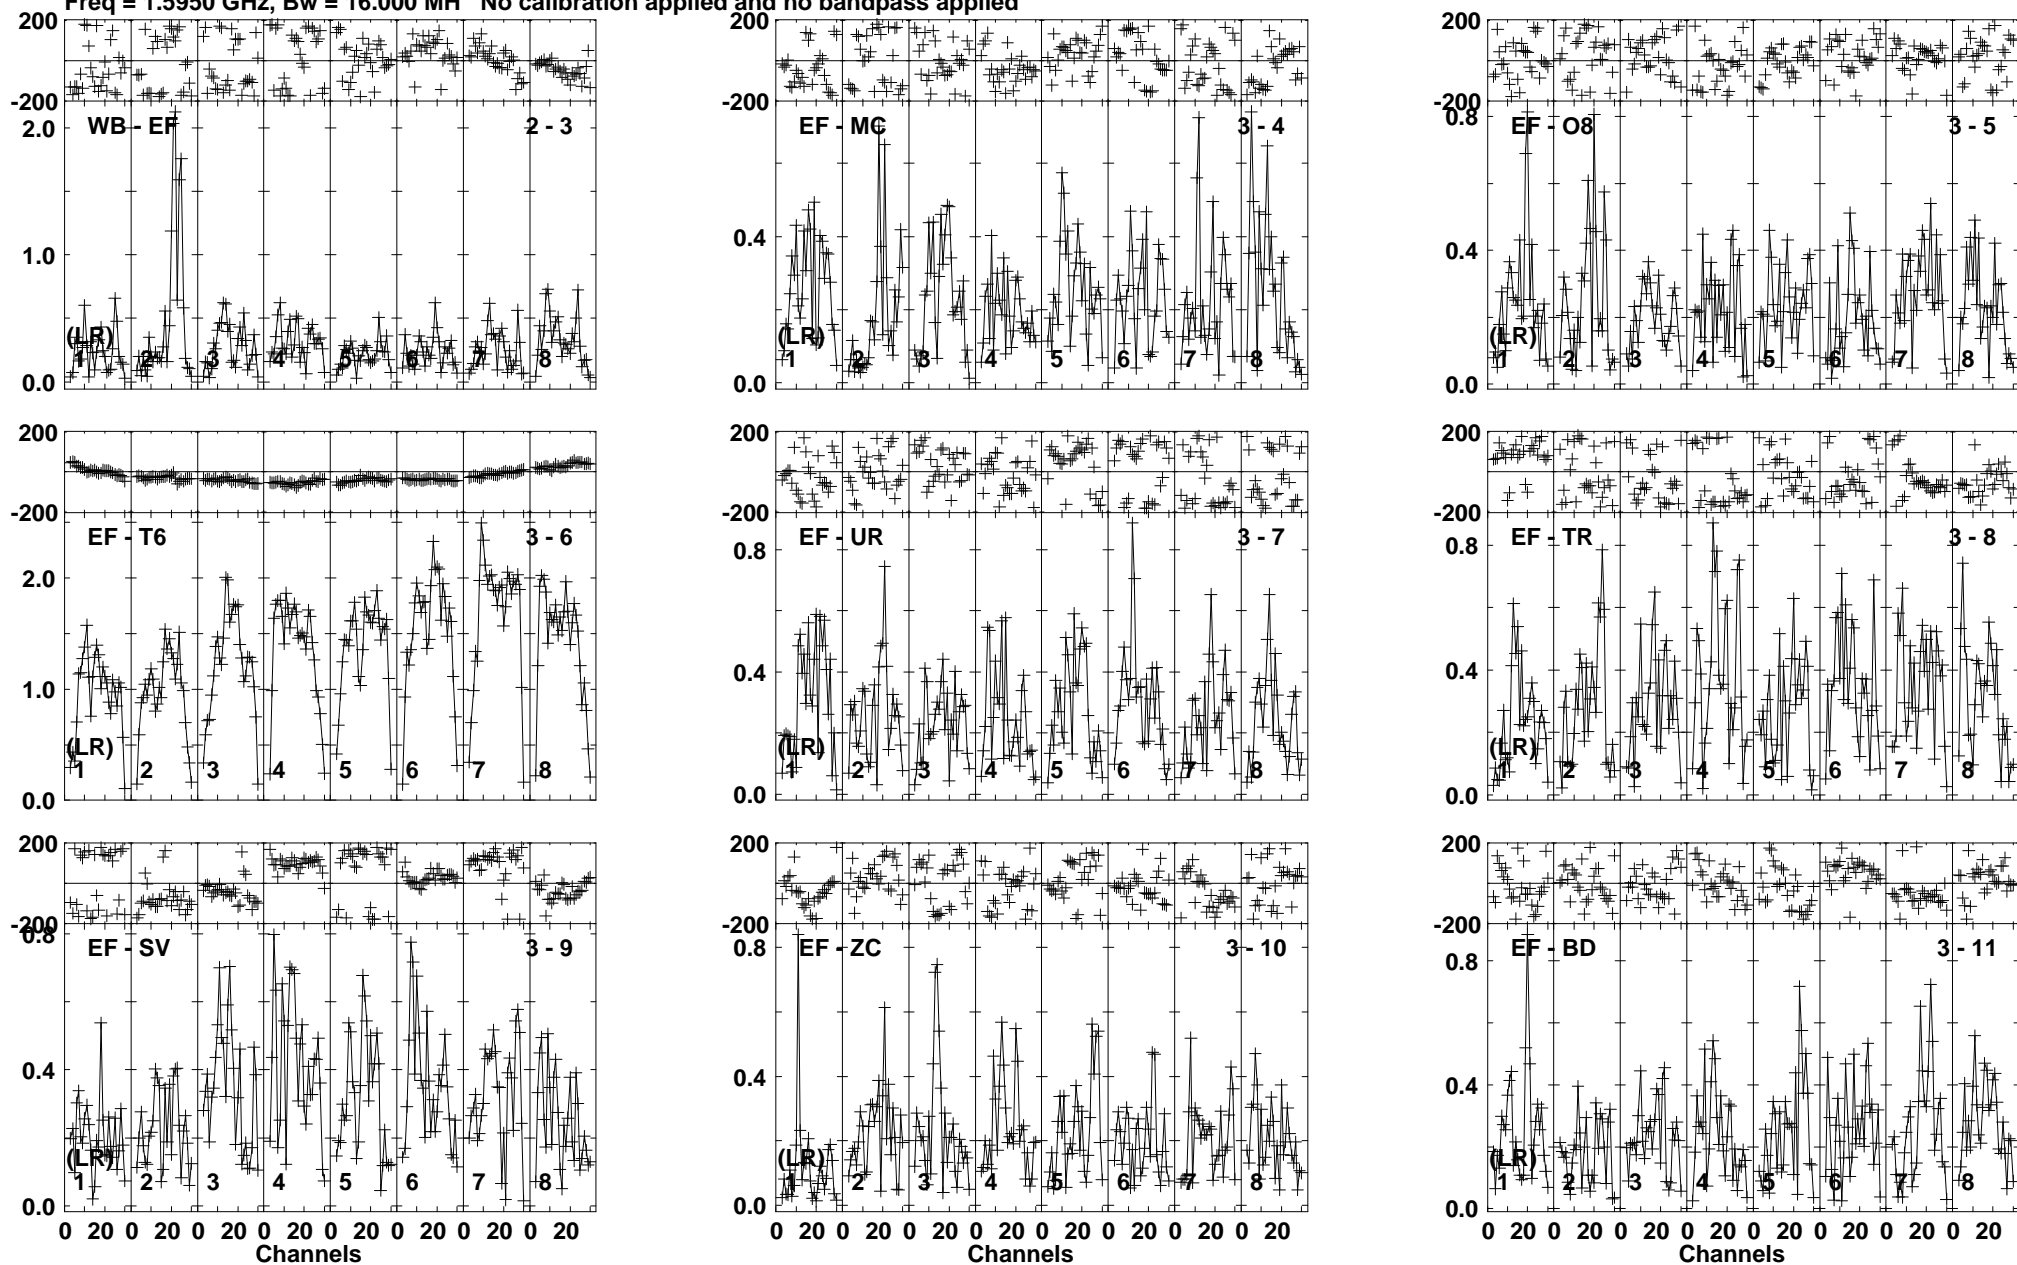 Freq = 1.5950 GHz, Bw = 16.000 MH No calibration applied and no bandpass applied
200 200 200
-200 -200 -200
WB - EF 2 - 3 EF - MC 3 - 4 EF - O8 3 - 5
2.0 0.8
1.0 0.4 0.4
(LR) (LR) (LR)
1 2 3 4 5 6 7 8 1 2 3 4 5 6 7 8 1 2 3 4 5 6 7 8
0.0 0.0 0.0
200 200 200
-200 -200 -200
EF - T6 3 - 6 EF - UR 3 - 7 EF - TR 3 - 8
2.0 0.8 0.8
1.0 0.4 0.4
(LR) (LR) (LR)
1 2 3 4 5 6 7 8 1 2 3 4 5 6 7 8 1 2 3 4 5 6 7 8
0.0 0.0 0.0
200 200 200
-200 -200 -200
0.8 EF - SV 3 - 9 0.8 EF - ZC 3 - 10 0.8 EF - BD 3 - 11
0.4 0.4 0.4
(LR) (LR) (LR)
1 2 3 4 5 6 7 8 1 2 3 4 5 6 7 8 1 2 3 4 5 6 7 8
0.0 0.0 0.0
0 20 0 20 0 20 0 20 0 20 0 20 0 20 0 20 0 20 0 20 0 20 0 20 0 20 0 20 0 20 0 20 0 20 0 20 0 20 0 20 0 20 0 20 0 20 0 20
Channels Channels Channels